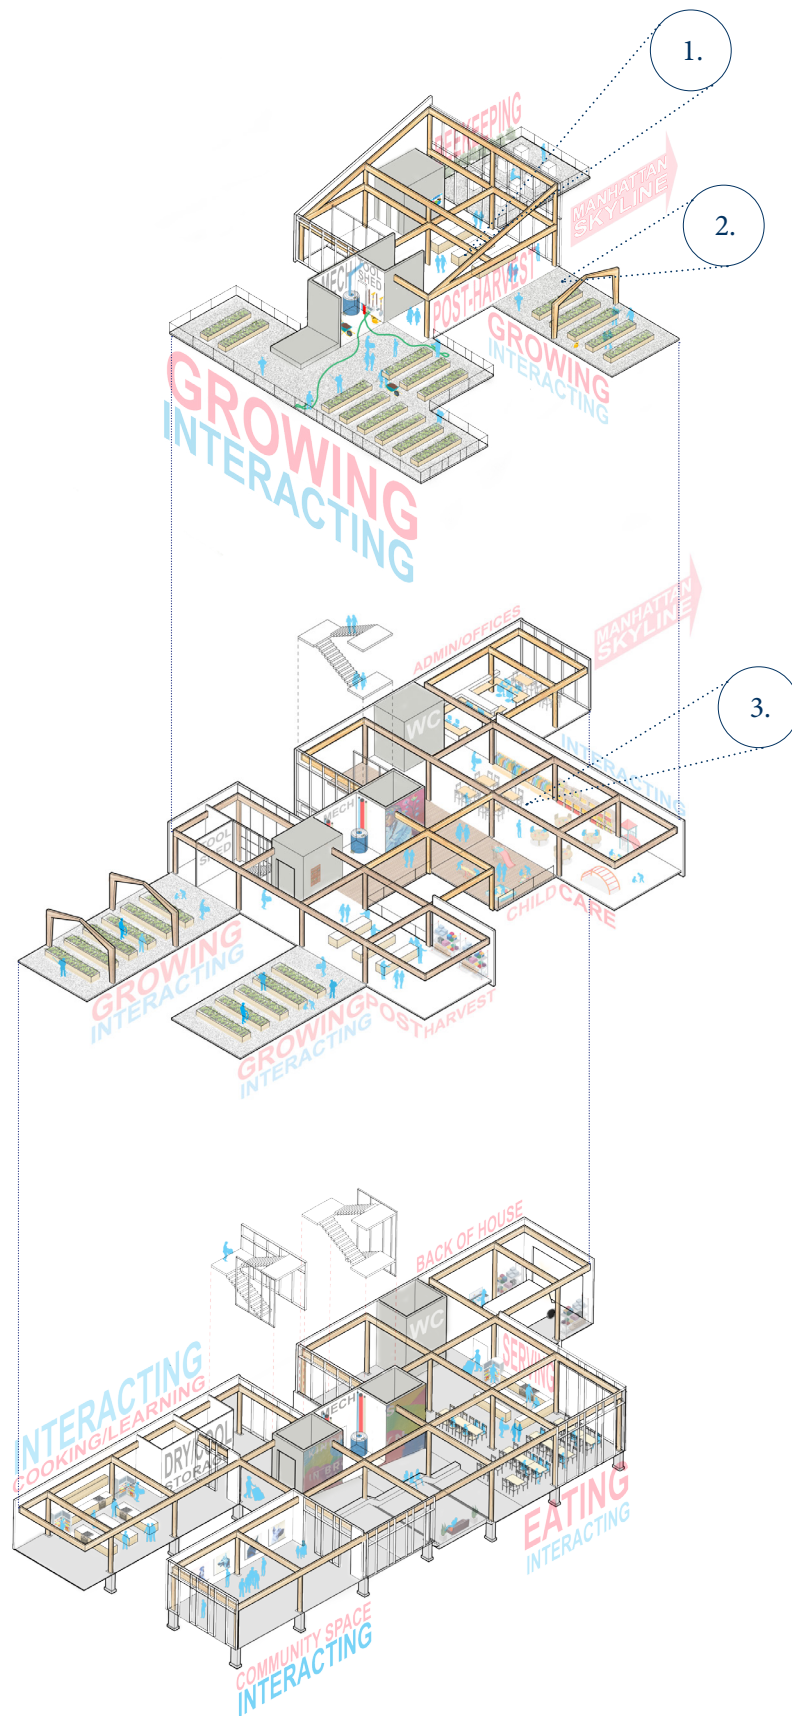 1.
BEEKEEPING
MANHATTAN
SKYLINE
2.
MECH
TOOL
SHED
POST-HARVEST
GROWING
INTERACTING
GROWING
INTERACTING
ADMIN/OFFICES
MANHATTAN
SKYLINE
3.
WC
INTERACTING
MECH
TOOL
SHED
CHILD CARE
GROWING
INTERACTING
POST HARVEST
GROWING
INTERACTING
BACK OF HOUSE
WC
SERVING
INTERACTING
COOKING/LEARNING
MECH
DRY/COOL
STORAGE
EATING
INTERACTING
COMMUNITY SPACE
INTERACTING